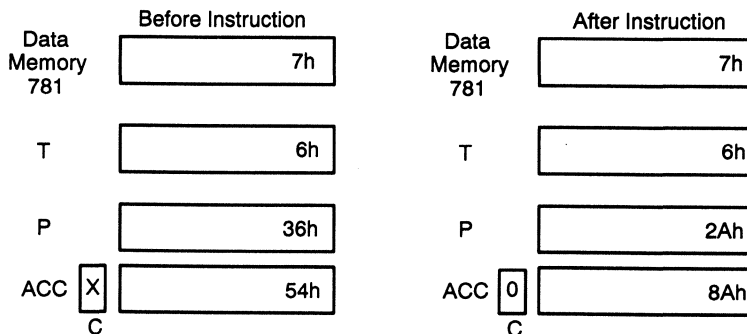 Before Instruction
Data
Memory
781
7h
T
6h
P
36h
ACC
X
54h
C
After Instruction
Data
Memory
781
7h
T
6h
P
2Ah
ACC
0
8Ah
C